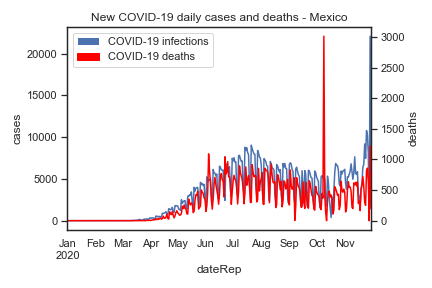 New COVID-19 daily cases and deaths - Mexico
COVID-19 infections
COVID-19 deaths
cases
20000
15000
10000
5000
0
deaths
3000
2500
2000
1500
1000
500
0
Jan Feb Mar Apr May Jun Jul Aug Sep Oct Nov
2020
dateRep